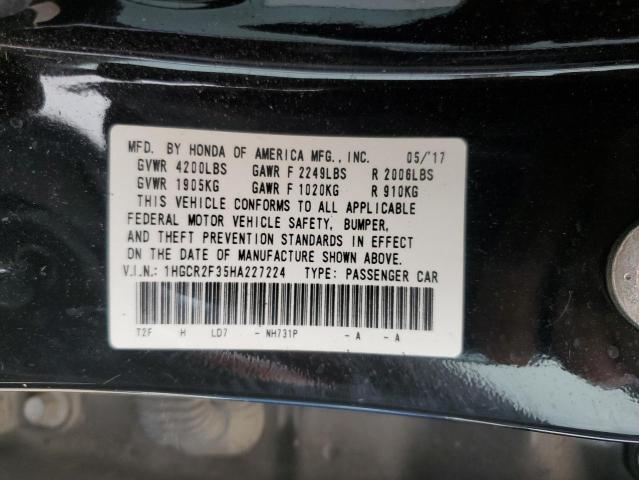 MFD. BY HONDA OF AMERICA MFG., INC. 05/'17
GVWR 4200LBS GAWR F 2249LBS R 2006LBS
GVWR 1905KG GAWR F 1020KG R 910KG
THIS VEHICLE CONFORMS TO ALL APPLICABLE
FEDERAL MOTOR VEHICLE SAFETY, BUMPER,
AND THEFT PREVENTION STANDARDS IN EFFECT
ON THE DATE OF MANUFACTURE SHOWN ABOVE.
V.I.N.: 1HGCR2F35HA227224 TYPE: PASSENGER CAR
T2F H LD7 - NH731P - A - A